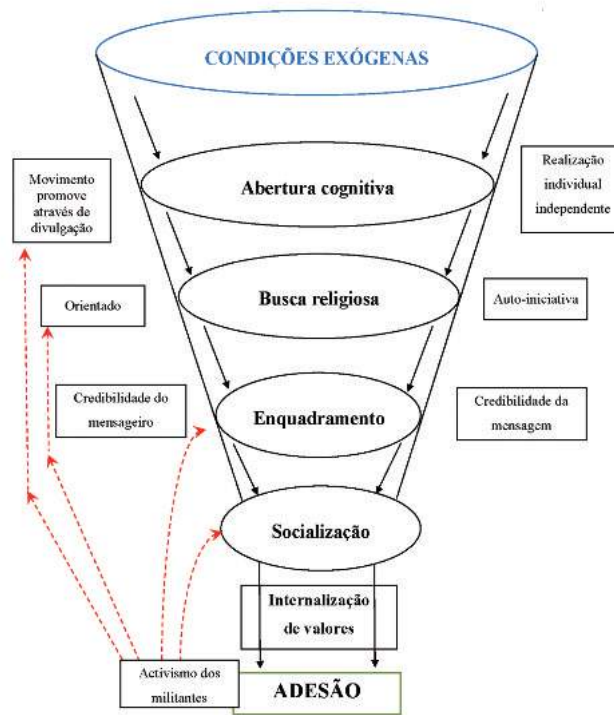 CONDIÇÕES EXÓGENAS
Abertura cognitiva
Movimento
promove
através de
divulgação
Realização
individual
independente
Busca religiosa
Orientado
Auto-iniciativa
Enquadramento
Credibilidade do
mensageiro
Credibilidade da
mensagem
Socialização
Internalização
de valores
Activismo dos
militantes
ADESÃO